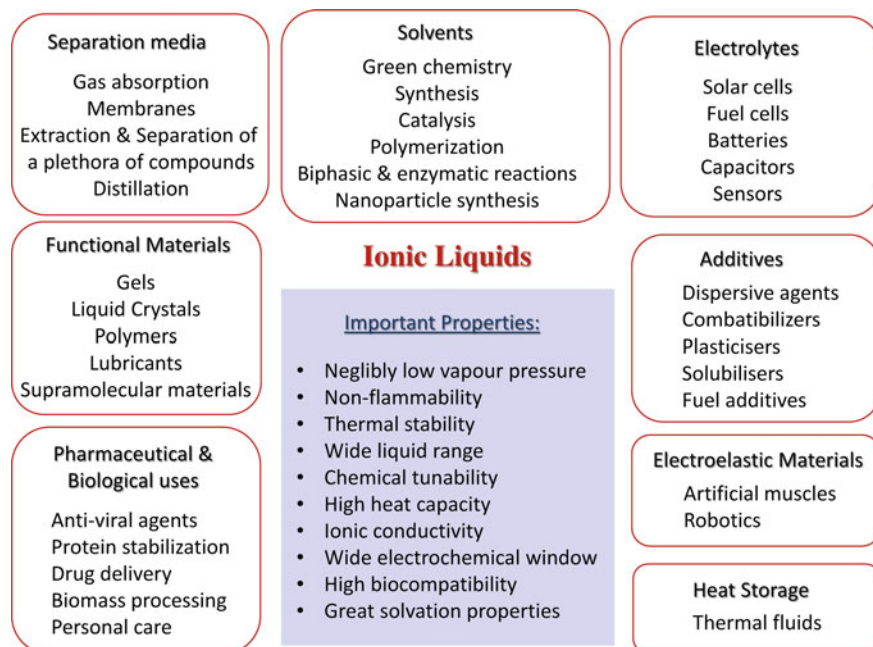 Separation media
Gas absorption
Membranes
Extraction & Separation of
a plethora of compounds
Distillation
Solvents
Green chemistry
Synthesis
Catalysis
Polymerization
Biphasic & enzymatic reactions
Nanoparticle synthesis
Electrolytes
Solar cells
Fuel cells
Batteries
Capacitors
Sensors
Functional Materials
Gels
Liquid Crystals
Polymers
Lubricants
Supramolecular materials
Ionic Liquids
Important Properties:
• Neglibly low vapour pressure
• Non-flammability
• Thermal stability
• Wide liquid range
• Chemical tunability
• High heat capacity
• Ionic conductivity
• Wide electrochemical window
• High biocompatibility
• Great solvation properties
Additives
Dispersive agents
Combatibilizers
Plasticisers
Solubilisers
Fuel additives
Pharmaceutical &
Biological uses
Anti-viral agents
Protein stabilization
Drug delivery
Biomass processing
Personal care
Electroelastic Materials
Artificial muscles
Robotics
Heat Storage
Thermal fluids